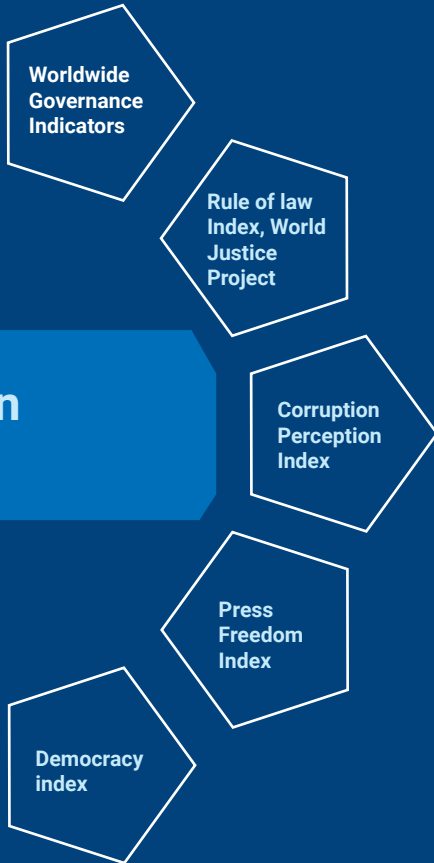 Worldwide
Governance
Indicators
Rule of law
Index, World
Justice
Project
n
Corruption
Perception
Index
Press
Freedom
Index
Democracy
index